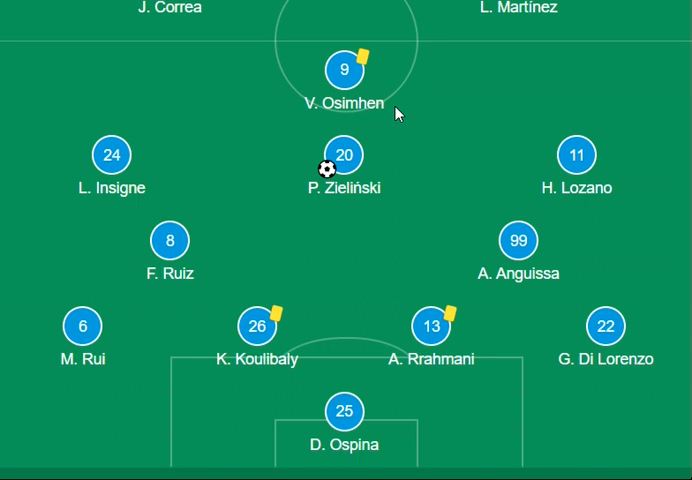 J. Correa L. Martínez
9
V. Osimhen
24 20 11
L. Insigne P. Zieliński H. Lozano
8 99
F. Ruiz A. Anguissa
6 26 13 22
M. Rui K. Koulibaly A. Rrahmani G. Di Lorenzo
25
D. Ospina